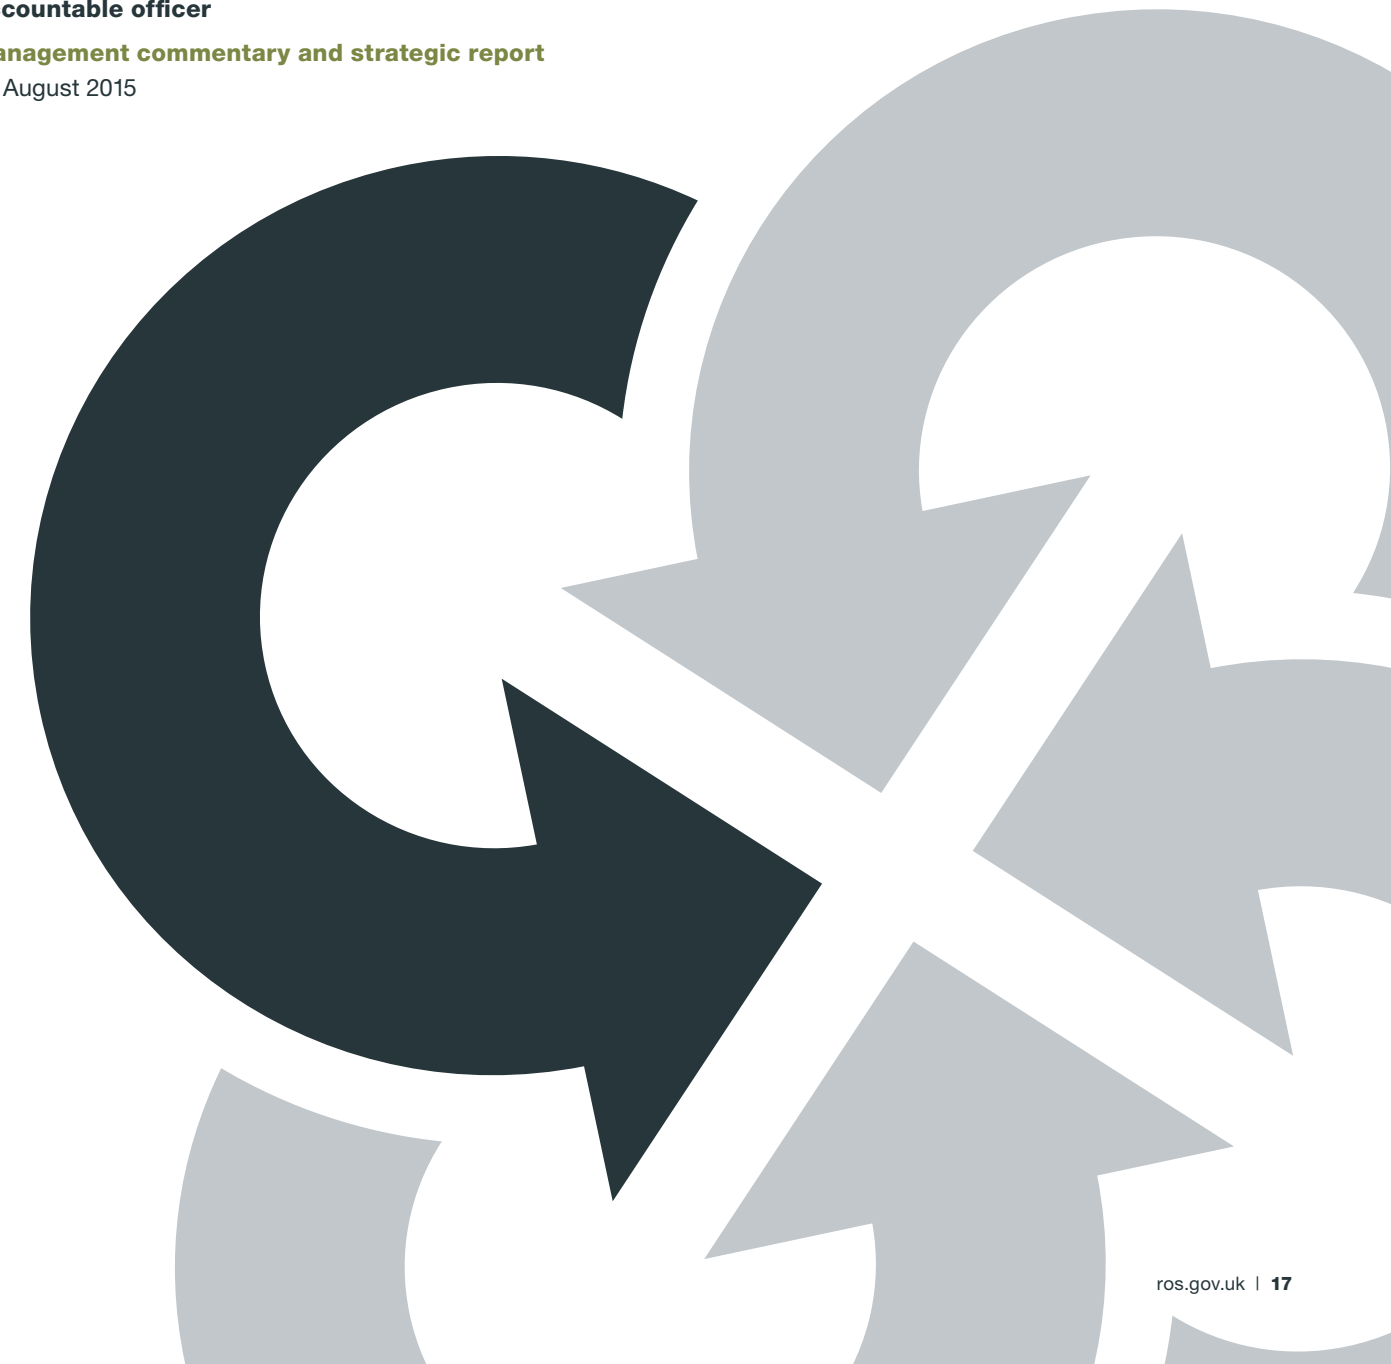 countable officer
anagement commentary and strategic report
August 2015
ros.gov.uk | 17